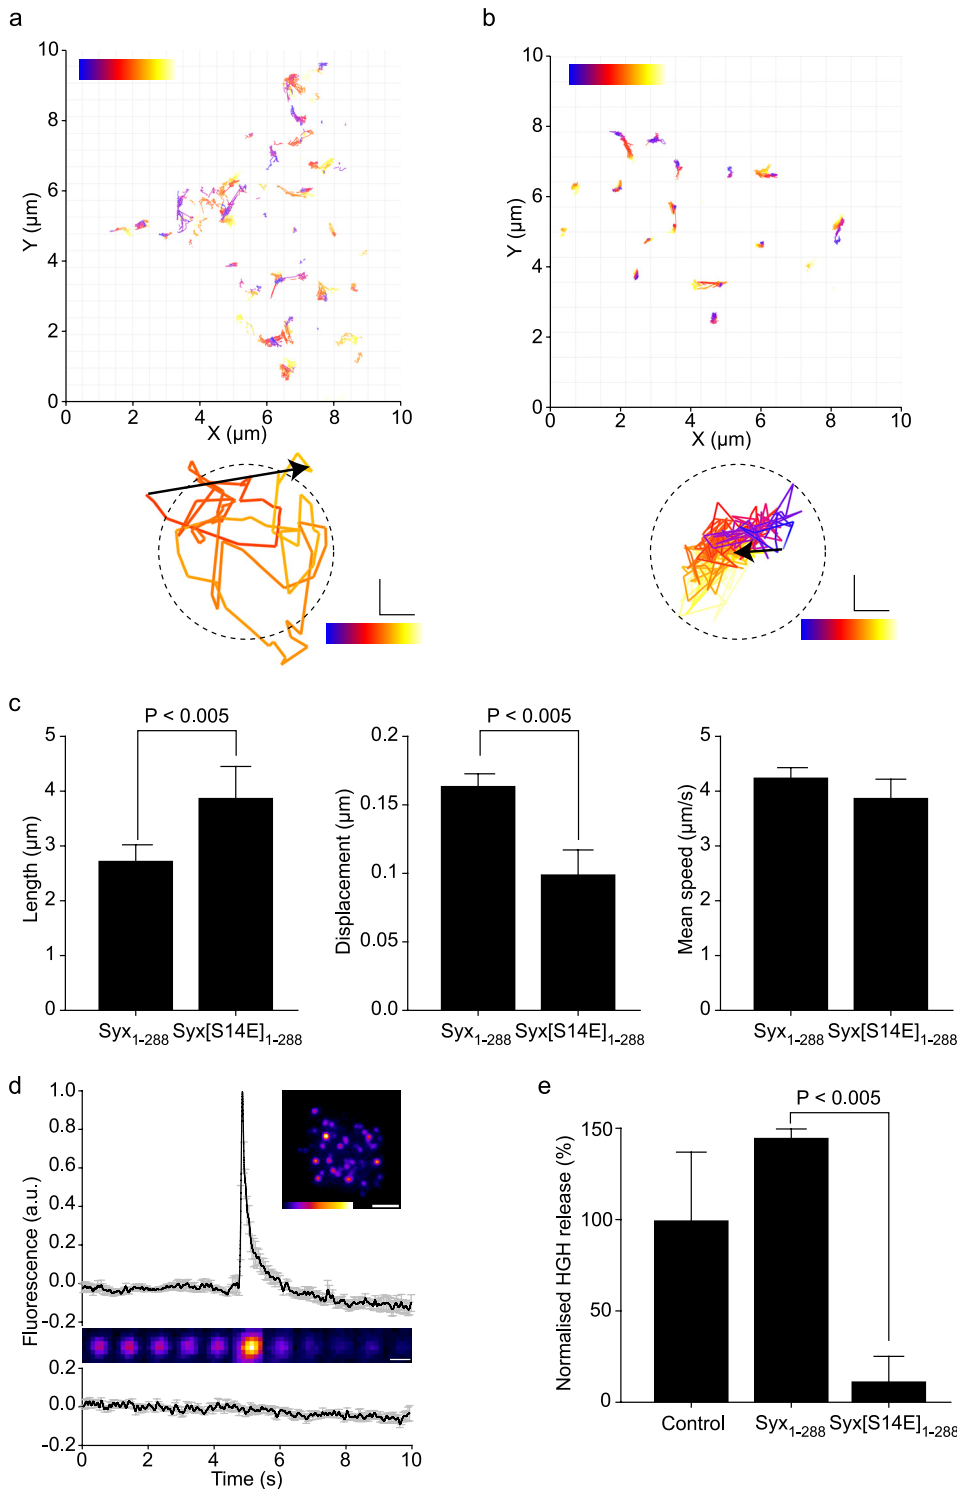 a
b
10
8
6
4
2
0
Y (µm)
0 2 4 6 8 10
X (µm)
10
8
6
4
2
0
Y (µm)
0 2 4 6 8 10
X (µm)
c
P < 0.005
5
4
3
2
1
0
Length (µm)
Syx1-288 Syx[S14E]1-288
P < 0.005
0.2
0.15
0.1
0.05
0.0
Displacement (µm)
Syx1-288 Syx[S14E]1-288
5
4
3
2
1
0
Mean speed (µm/s)
Syx1-288 Syx[S14E]1-288
d
1.0
0.8
0.6
0.4
0.2
0.0
−0.2
Fluorescence (a.u.)
0.2
0.0
−0.2
0 2 4 6 8 10
Time (s)
e
P < 0.005
150
100
50
0
Normalised HGH release (%)
Control Syx1-288 Syx[S14E]1-288